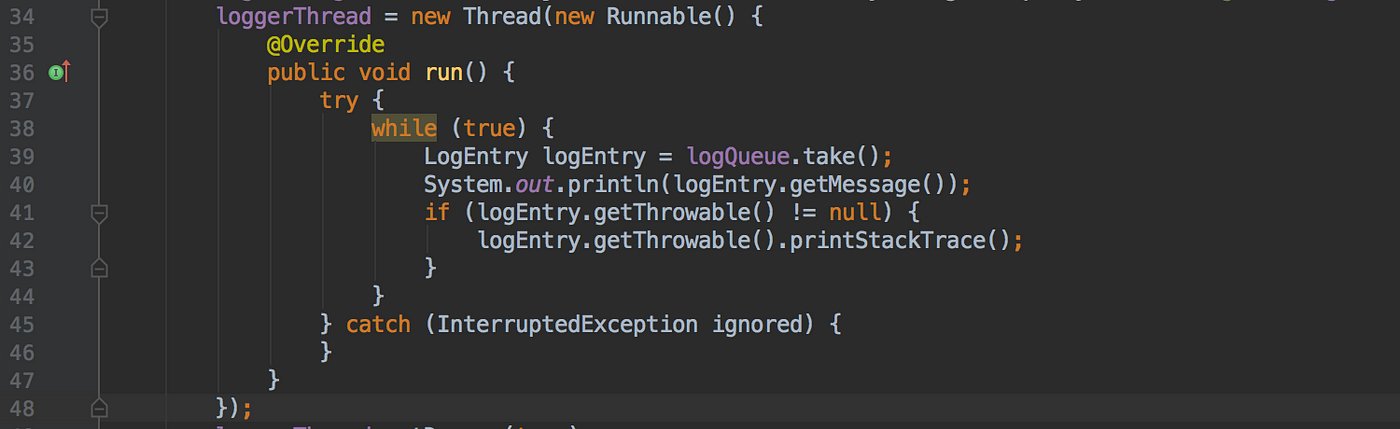 34 loggerThread = new Thread(new Runnable() {
35 @Override
36 public void run() {
37 try {
38 while (true) {
39 LogEntry logEntry = logQueue.take();
40 System.out.println(logEntry.getMessage());
41 if (logEntry.getThrowable() != null) {
42 logEntry.getThrowable().printStackTrace();
43 }
44 }
45 } catch (InterruptedException ignored) {
46 }
47 }
48 });